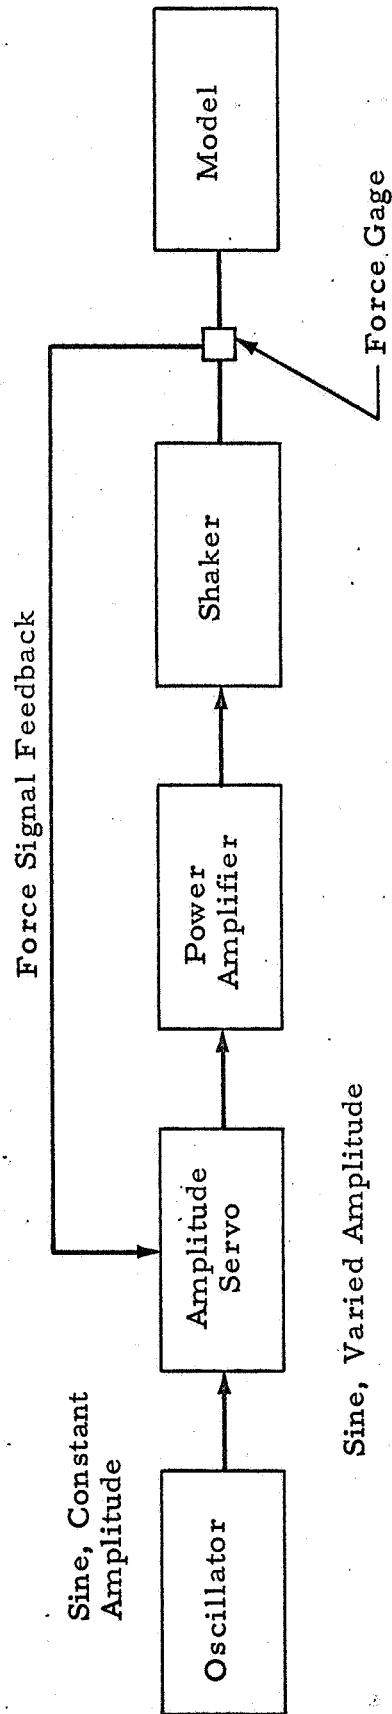 Force Signal Feedback
Sine, Constant
Amplitude
Oscillator
Amplitude
Servo
Power
Amplifier
Shaker
Model
Sine, Varied Amplitude
Force Gage